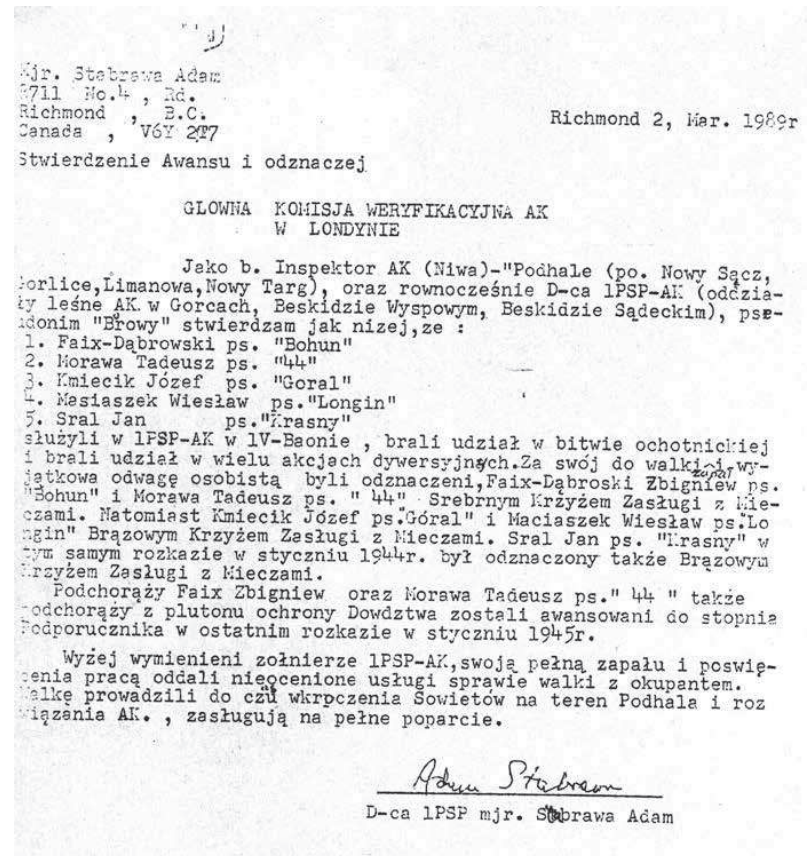 Mjr. Stabrawa Adam
8711 No.4 , Rd.
Richmond , B.C.
Canada , V6Y 2T7
Richmond 2, Mar. 1989r
Stwierdzenie Awansu i odznaczej
GLOWNA KOMISJA WERYFIKACYJNA AK
W LONDYNIE
Jako b. Inspektor AK (Niwa)-"Podhale (po. Nowy Sącz,
Gorlice,Limanowa,Nowy Targ), oraz rownocześnie D-ca 1PSP-AK (oddzia-
ły leśne AK w Gorcach, Beskidzie Wyspowym, Beskidzie Sądeckim), pse-
udonim "Browy" stwierdzam jak nizej,ze :
1. Faix-Dąbrowski ps. "Bohun"
2. Morawa Tadeusz ps. "44"
3. Kmiecik Józef ps. "Goral"
4. Masiaszek Wiesław ps."Longin"
5. Sral Jan ps."Krasny"
służyli w 1PSP-AK w 1V-Baonie , brali udział w bitwie ochotnickiej
i brali udział w wielu akcjach dywersyjnych.Za swój do walki zapał i wy-
jątkowa odwagę osobistą byli odznaczeni,Faix-Dąbroski Zbigniew ps.
"Bohun" i Morawa Tadeusz ps. " 44" Srebrnym Krzyżem Zasługi z Mie-
czami. Natomiast Kmiecik Józef ps."Góral" i Maciaszek Wiesław ps."Lo
ngin" Brązowym Krzyżem Zasługi z Mieczami. Sral Jan ps. "Krasny" w
tym samym rozkazie w styczniu 1944r. był odznaczony także Brązowym
Krzyżem Zasługi z Mieczami.
Podchorąży Faix Zbigniew oraz Morawa Tadeusz ps." 44 " także
podchorąży z plutonu ochrony Dowdztwa zostali awansowani do stopnia
Podporucznika w ostatnim rozkazie w styczniu 1945r.
Wyżej wymienieni zołnierze 1PSP-AK,swoją pełną zapału i poswię-
cenia pracą oddali nieocenione usługi sprawie walki z okupantem.
Walkę prowadzili do czau wkroczenia Sowietów na teren Podhala i roz
wiązania AK. , zasługują na pełne poparcie.
Adam Stabrawa
D-ca 1PSP mjr. Stabrawa Adam